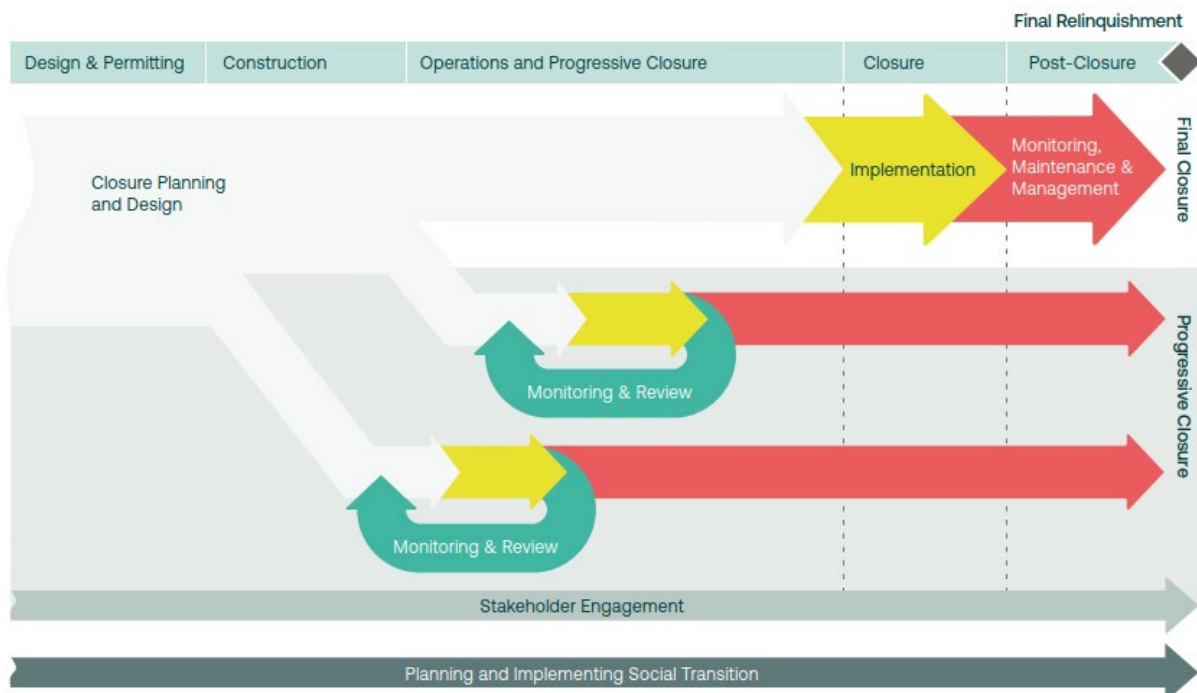 Final Relinquishment
Design & Permitting
Construction
Operations and Progressive Closure
Closure
Post-Closure
Closure Planning
and Design
Implementation
Monitoring,
Maintenance &
Management
Final Closure
Monitoring & Review
Monitoring & Review
Progressive Closure
Stakeholder Engagement
Planning and Implementing Social Transition